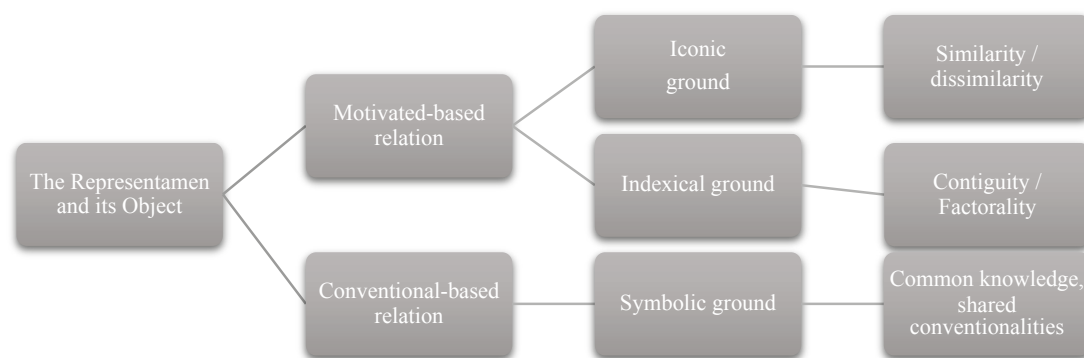 The Representamen
and its Object
Motivated-based
relation
Conventional-based
relation
Iconic
ground
Indexical ground
Symbolic ground
Similarity /
dissimilarity
Contiguity /
Factorality
Common knowledge,
shared
conventionalities